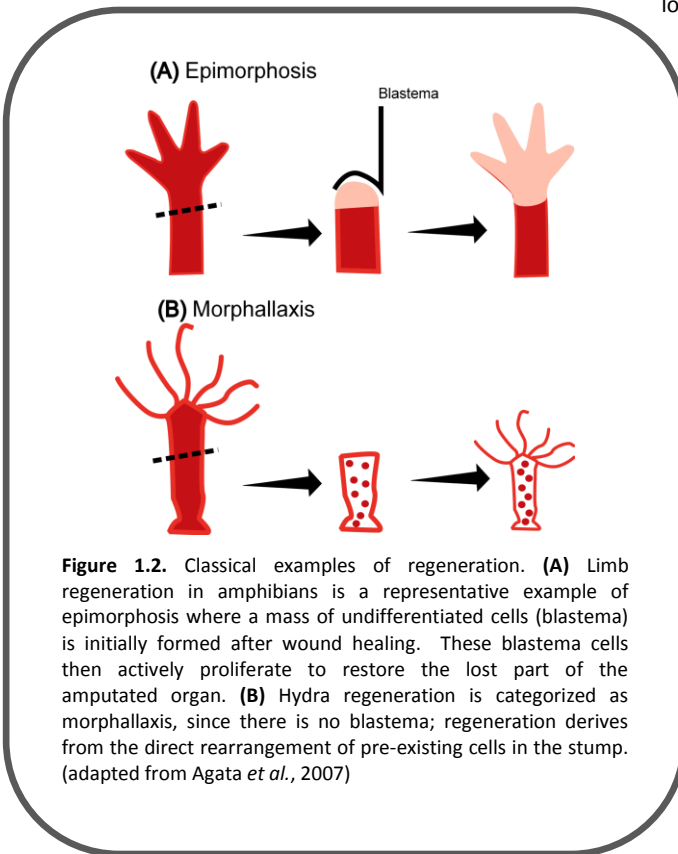 lo
(A) Epimorphosis
Blastema
(B) Morphallaxis
Figure 1.2. Classical examples of regeneration. (A) Limb
regeneration in amphibians is a representative example of
epimorphosis where a mass of undifferentiated cells (blastema)
is initially formed after wound healing. These blastema cells
then actively proliferate to restore the lost part of the
amputated organ. (B) Hydra regeneration is categorized as
morphallaxis, since there is no blastema; regeneration derives
from the direct rearrangement of pre-existing cells in the stump.
(adapted from Agata et al., 2007)